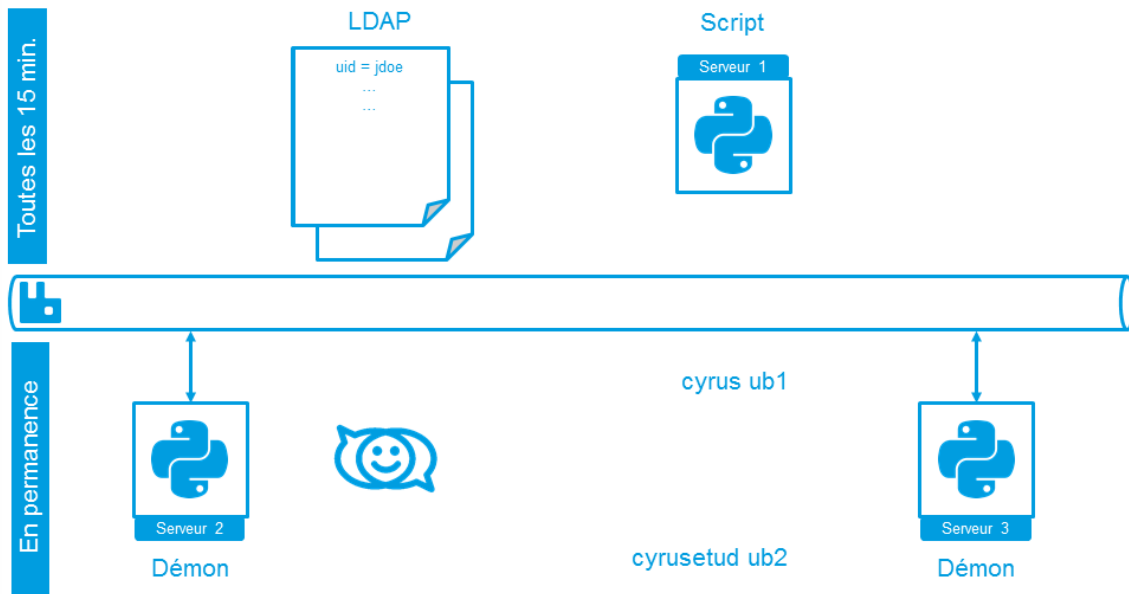 Toutes les 15 min.
LDAP
uid = jdoe
...
...
Script
Serveur 1
En permanence
Serveur 2
Démon
cyrus ub1
cyrusetud ub2
Serveur 3
Démon